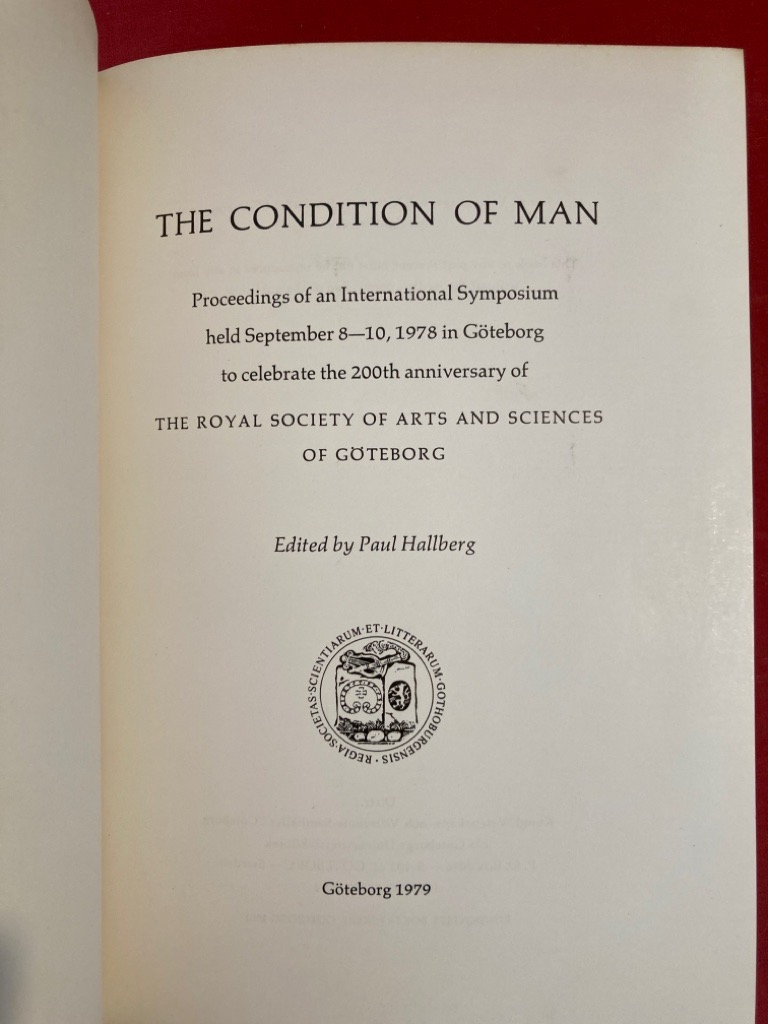 THE CONDITION OF MAN
Proceedings of an International Symposium
held September 8—10, 1978 in Göteborg
to celebrate the 200th anniversary of
THE ROYAL SOCIETY OF ARTS AND SCIENCES
OF GÖTEBORG
Edited by Paul Hallberg
REGIA·SOCIETAS·SCIENTIARUM·ET·LITTERARUM·GOTHOBURGENSIS·
Göteborg 1979